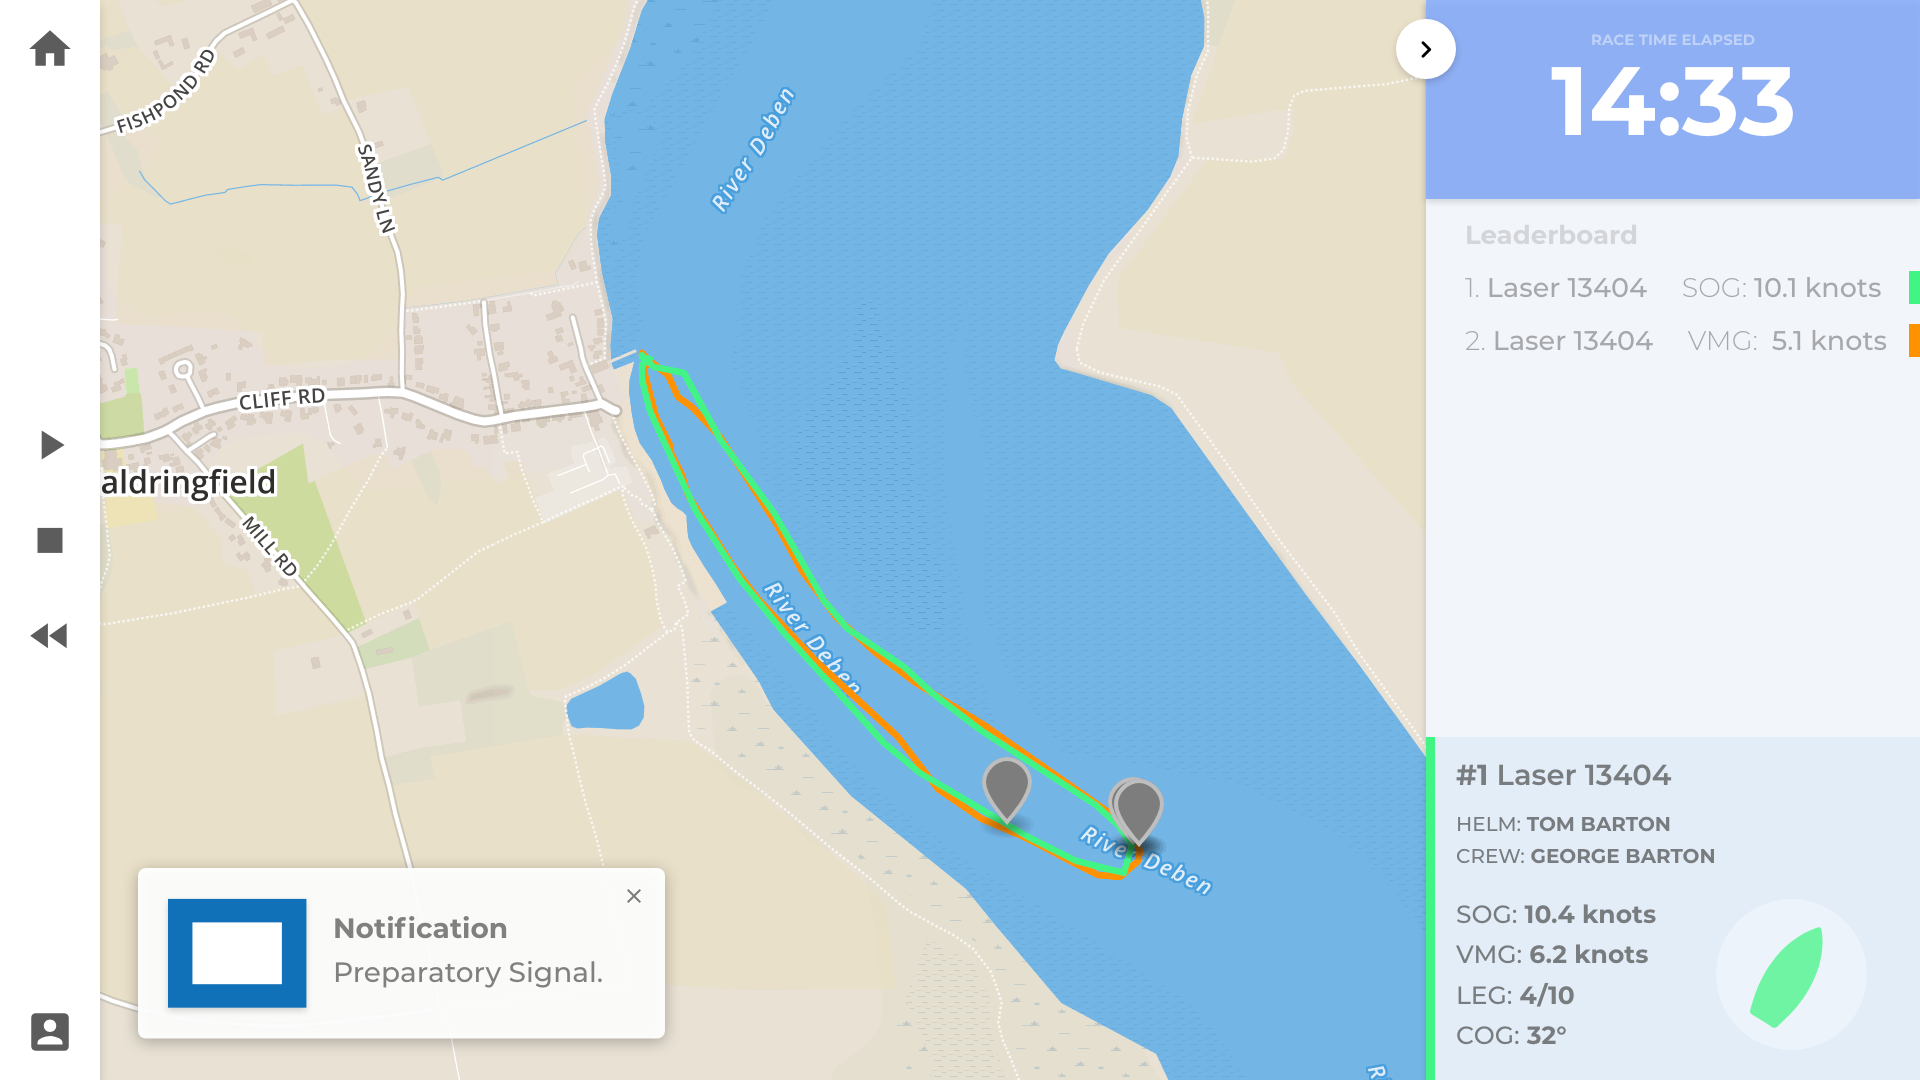 FISHPOND RD
SANDY LN
River Deben
CLIFF RD
aldringfield
MILL RD
River Deben
River Deben
Notification
Preparatory Signal.
RACE TIME ELAPSED
14:33
Leaderboard
1. Laser 13404 SOG: 10.1 knots
2. Laser 13404 VMG: 5.1 knots
#1 Laser 13404
HELM: TOM BARTON
CREW: GEORGE BARTON
SOG: 10.4 knots
VMG: 6.2 knots
LEG: 4/10
COG: 32°